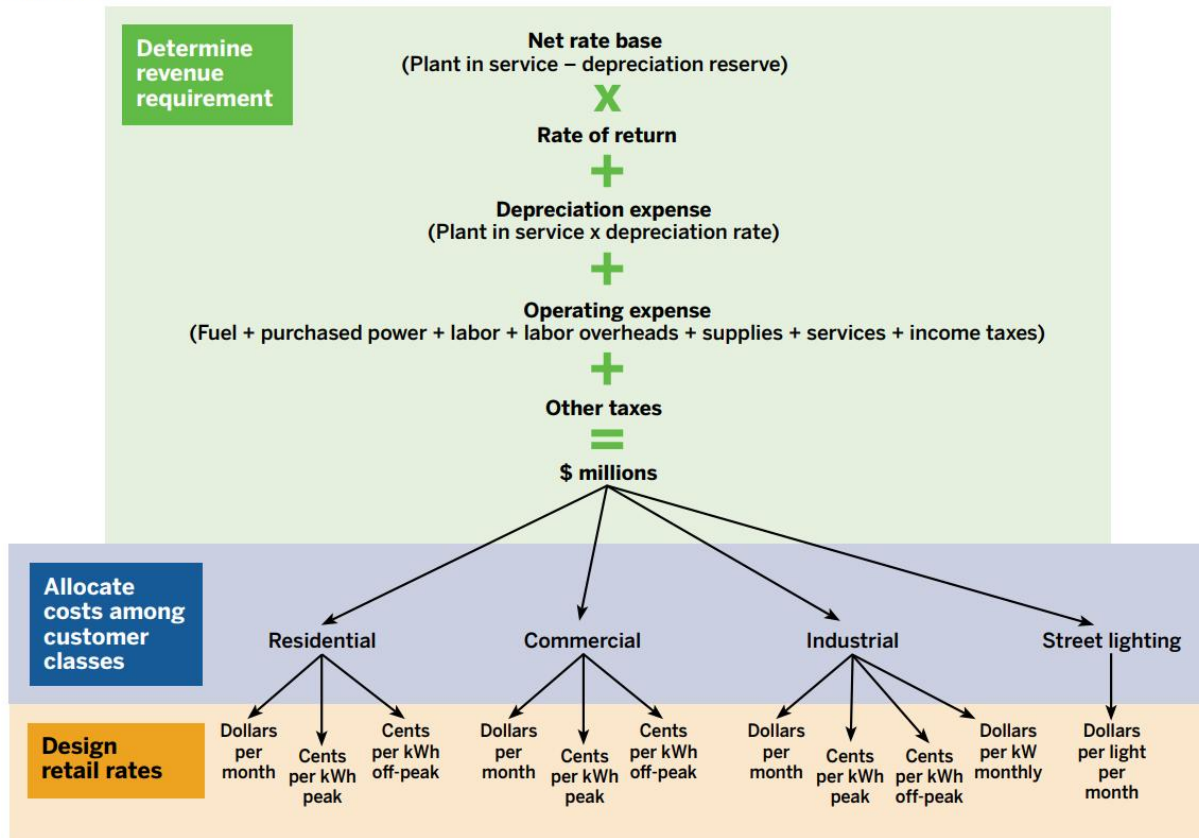 Determine
revenue
requirement
Net rate base
(Plant in service – depreciation reserve)
x
Rate of return
+
Depreciation expense
(Plant in service x depreciation rate)
+
Operating expense
(Fuel + purchased power + labor + labor overheads + supplies + services + income taxes)
+
Other taxes
=
$ millions
Allocate
costs among
customer
classes
Residential
Commercial
Industrial
Street lighting
Design
retail rates
Dollars
per
month
Cents
per kWh
peak
Cents
per kWh
off-peak
Dollars
per
month
Cents
per kWh
peak
Cents
per kWh
off-peak
Dollars
per
month
Cents
per kWh
peak
Cents
per kWh
off-peak
Dollars
per kW
monthly
Dollars
per light
per
month